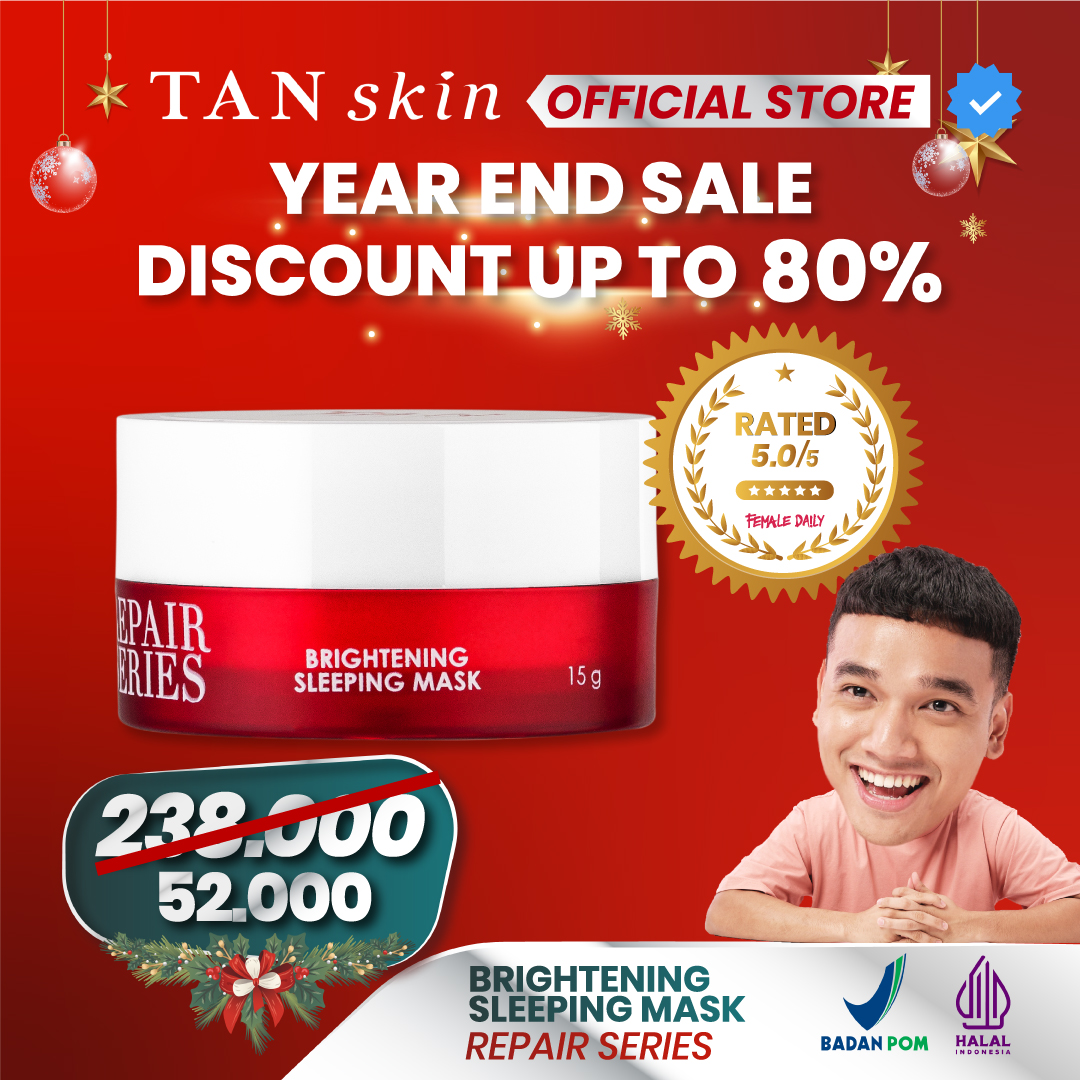 TAN skin
OFFICIAL STORE
YEAR END SALE
DISCOUNT UP TO 80%
RATED
5.0/5
FEMALE DAILY
EPAIR
ERIES
BRIGHTENING
SLEEPING MASK
15 g
238.000
52.000
BRIGHTENING
SLEEPING MASK
REPAIR SERIES
BADAN POM
HALAL
INDONESIA